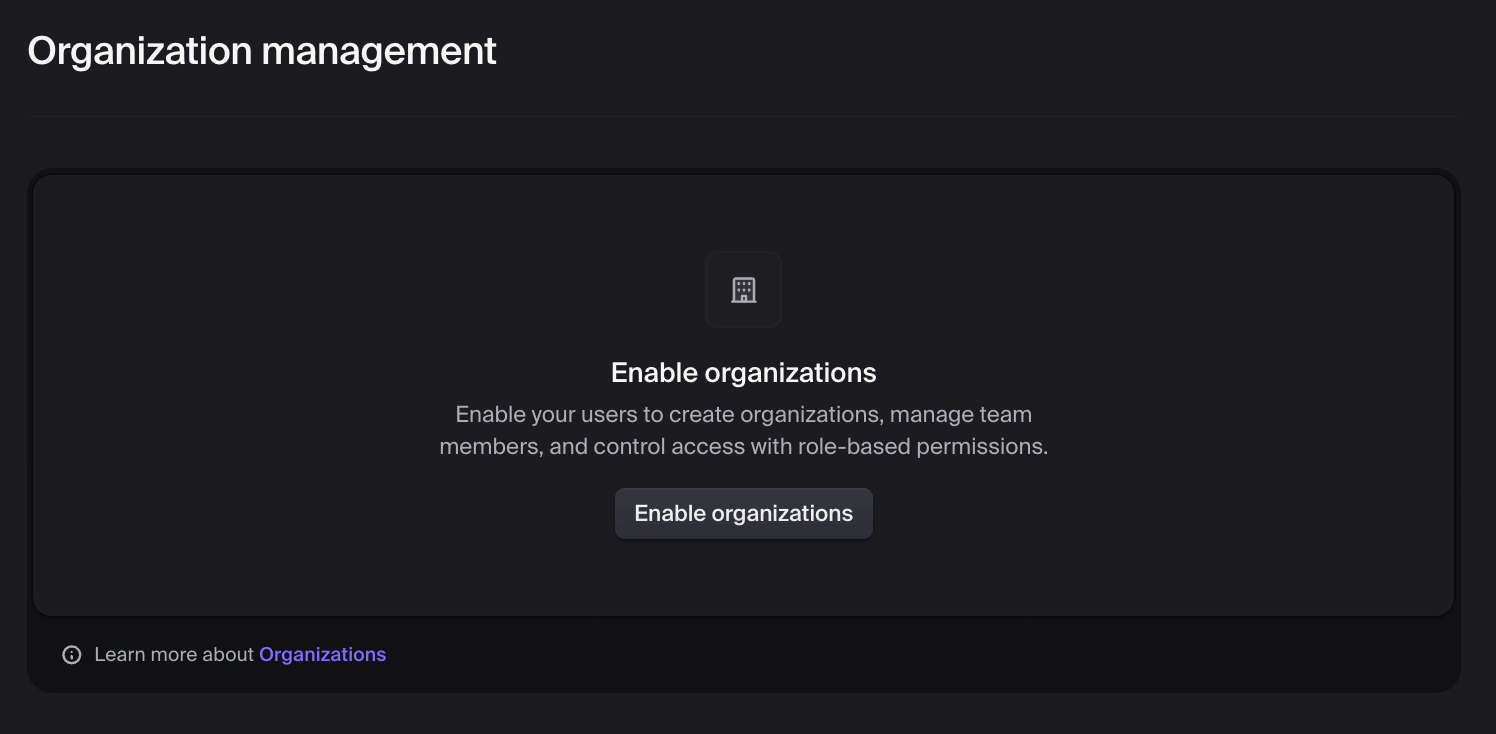 Organization management
Enable organizations
Enable your users to create organizations, manage team
members, and control access with role-based permissions.
Enable organizations
Learn more about Organizations